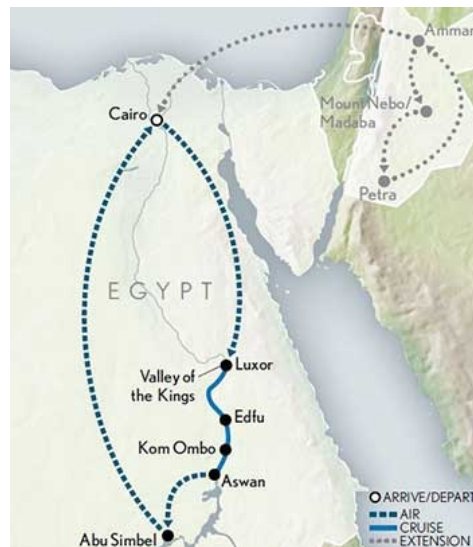 Amman
Cairo
Mount Nebo/
Madaba
Petra
EGYPT
Valley of
the Kings
Luxor
Edfu
Kom Ombo
Aswan
Abu Simbel
ARRIVE/DEPART
AIR
CRUISE
EXTENSION